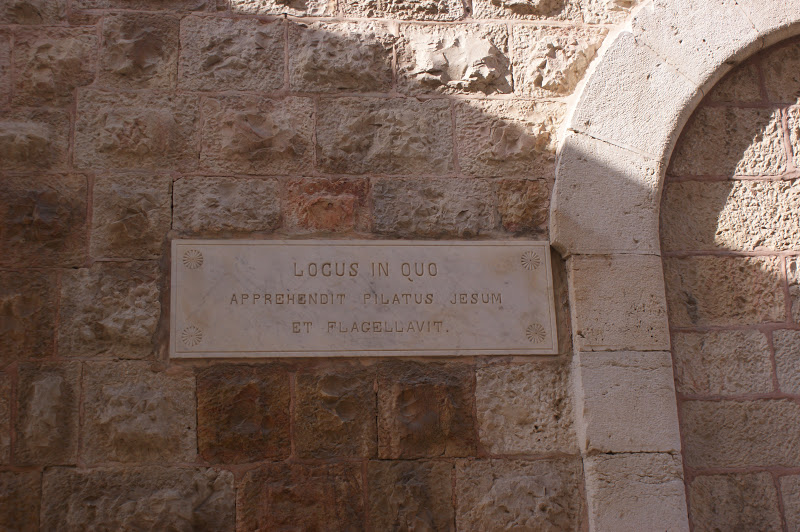 LOCUS IN QUO
APPREHENDIT PILATUS JESUM
ET FLAGELLAVIT.